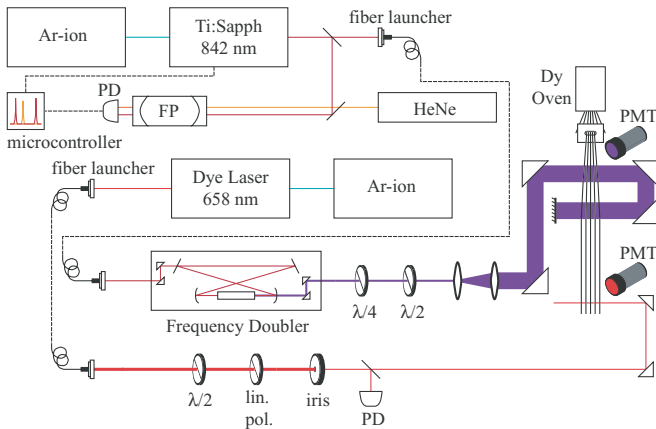 fiber launcher
Ar-ion
Ti:Sapph
842 nm
Dy
Oven
PD
FP
HeNe
PMT
microcontroller
fiber launcher
Dye Laser
658 nm
Ar-ion
PMT
λ/4
λ/2
Frequency Doubler
λ/2
lin.
pol.
iris
PD